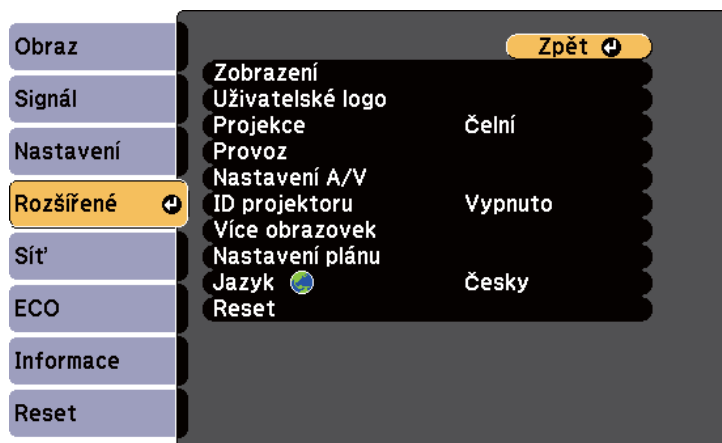 Obraz
Signál
Nastavení
Rozšířené
Síť
ECO
Informace
Reset
Zpět
Zobrazení
Uživatelské logo
Projekce Čelní
Provoz
Nastavení A/V
ID projektoru Vypnuto
Více obrazovek
Nastavení plánu
Jazyk Česky
Reset